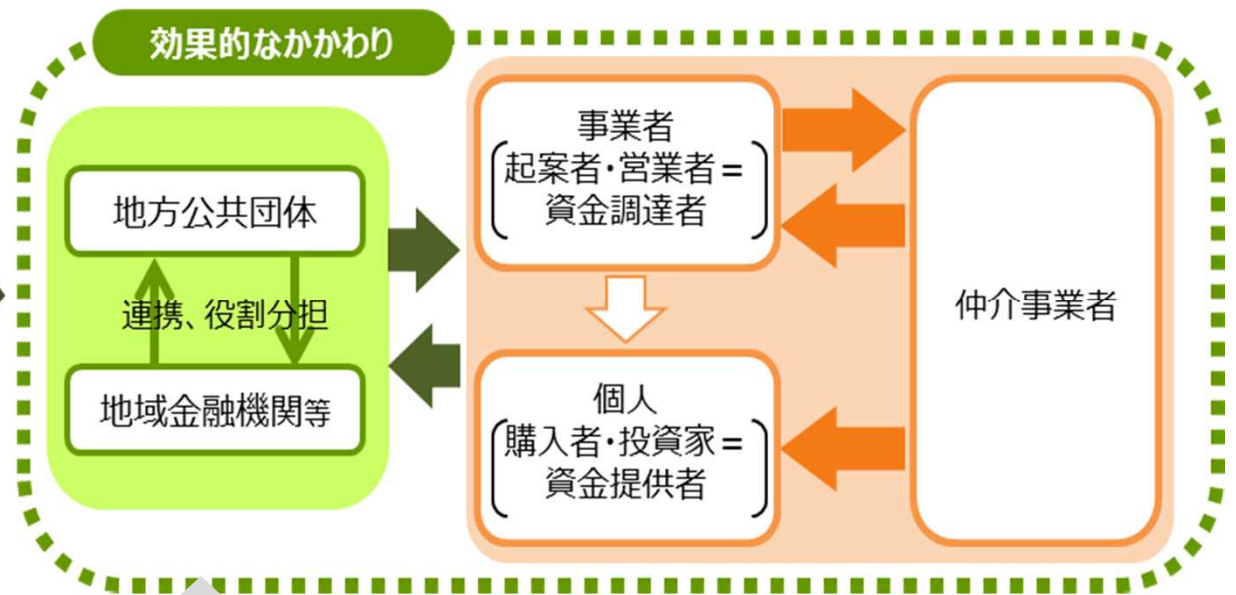 効果的なかかわり
地方公共団体
連携、役割分担
地域金融機関等
事業者
起案者・営業者＝
資金調達者
個人
購入者・投資家＝
資金提供者
仲介事業者